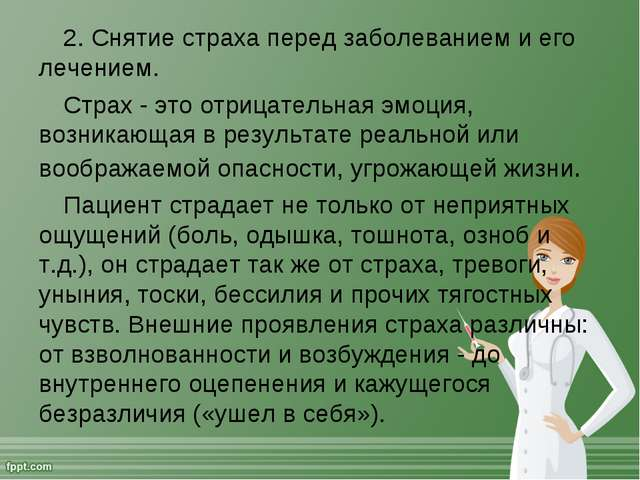 2. Снятие страха перед заболеванием и его
лечением.
Страх - это отрицательная эмоция,
возникающая в результате реальной или
воображаемой опасности, угрожающей жизни.
Пациент страдает не только от неприятных
ощущений (боль, одышка, тошнота, озноб и
т.д.), он страдает так же от страха, тревоги,
уныния, тоски, бессилия и прочих тягостных
чувств. Внешние проявления страха различны:
от взволнованности и возбуждения - до
внутреннего оцепенения и кажущегося
безразличия («ушел в себя»).
fppt.com